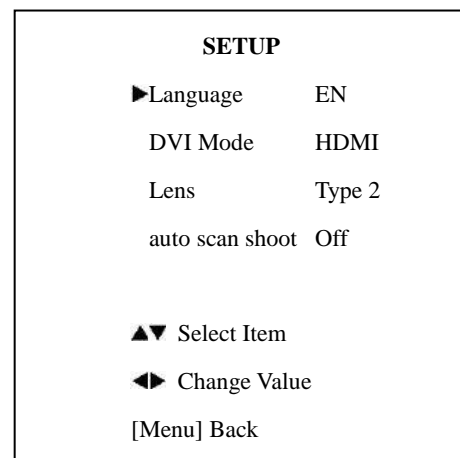 SETUP
▶Language EN
DVI Mode HDMI
Lens Type 2
auto scan shoot Off
▲▼ Select Item
◀▶ Change Value
[Menu] Back